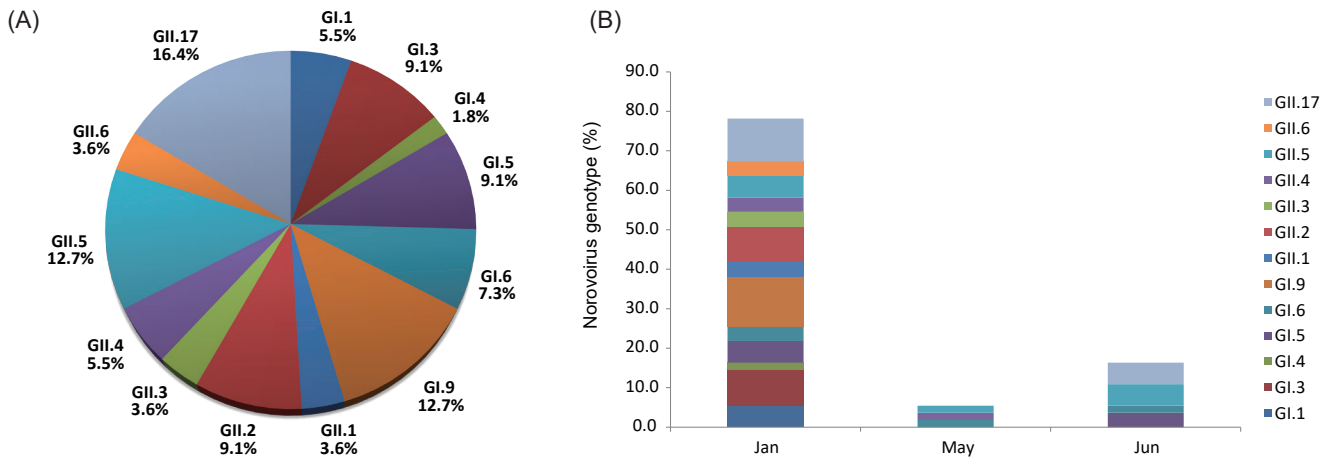 (A)
GI.1
5.5%
GI.3
9.1%
GI.4
1.8%
GI.5
9.1%
GI.6
7.3%
GI.9
12.7%
GII.1
3.6%
GII.2
9.1%
GII.3
3.6%
GII.4
5.5%
GII.5
12.7%
GII.6
3.6%
GII.17
16.4%
(B)
Norovoirus genotype (%)
90.0
80.0
70.0
60.0
50.0
40.0
30.0
20.0
10.0
0.0
Jan
May
Jun
GII.17
GII.6
GII.5
GII.4
GII.3
GII.2
GII.1
GI.9
GI.6
GI.5
GI.4
GI.3
GI.1